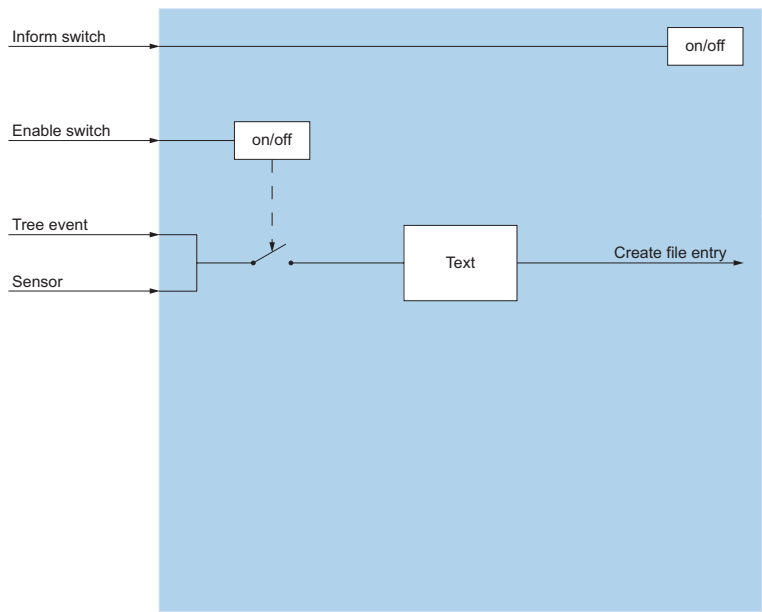 Inform switch
on/off
Enable switch
on/off
Tree event
Sensor
Text
Create file entry